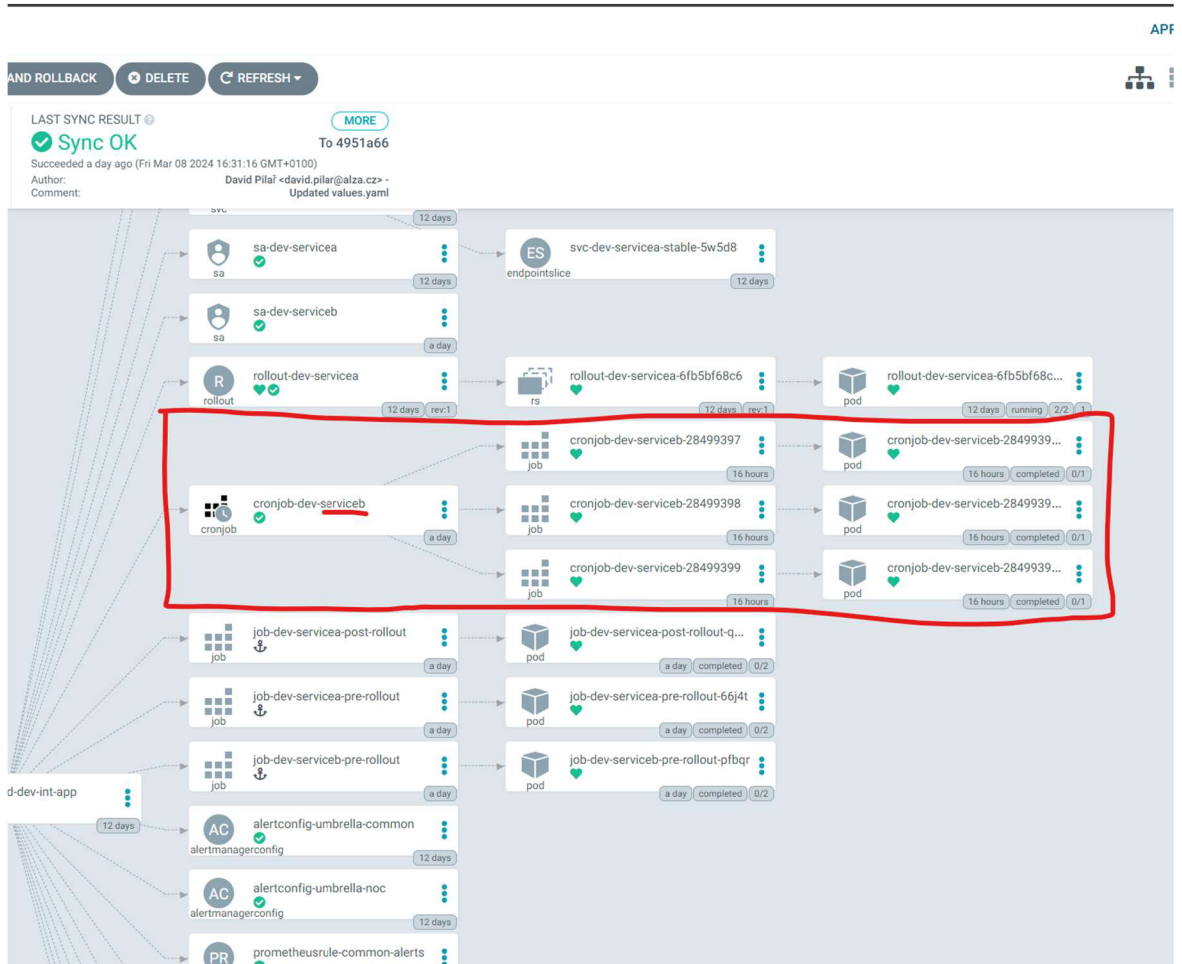 APP
AND ROLLBACK DELETE REFRESH
LAST SYNC RESULT MORE
Sync OK To 4951a66
Succeeded a day ago (Fri Mar 08 2024 16:31:16 GMT+0100)
Author: David Pilař <david.pilar@alza.cz> -
Comment: Updated values.yaml
svc 12 days
sa-dev-servicea
sa 12 days
ES svc-dev-servicea-stable-5w5d8
endpointslice 12 days
sa-dev-serviceb
sa a day
R rollout-dev-servicea
rollout 12 days rev:1
rollout-dev-servicea-6fb5bf68c6
rs 12 days rev:1
rollout-dev-servicea-6fb5bf68c...
pod 12 days running 2/2 1
cronjob-dev-serviceb-28499397
job 16 hours
cronjob-dev-serviceb-2849939...
pod 16 hours completed 0/1
cronjob-dev-serviceb
cronjob a day
cronjob-dev-serviceb-28499398
job 16 hours
cronjob-dev-serviceb-2849939...
pod 16 hours completed 0/1
cronjob-dev-serviceb-28499399
job 16 hours
cronjob-dev-serviceb-2849939...
pod 16 hours completed 0/1
job-dev-servicea-post-rollout
job a day
job-dev-servicea-post-rollout-q...
pod a day completed 0/2
job-dev-servicea-pre-rollout
job a day
job-dev-servicea-pre-rollout-66j4t
pod a day completed 0/2
job-dev-serviceb-pre-rollout
job a day
job-dev-serviceb-pre-rollout-pfbqr
pod a day completed 0/2
d-dev-int-app
12 days
AC alertconfig-umbrella-common
alertmanagerconfig 12 days
AC alertconfig-umbrella-noc
alertmanagerconfig 12 days
PR prometheusrule-common-alerts